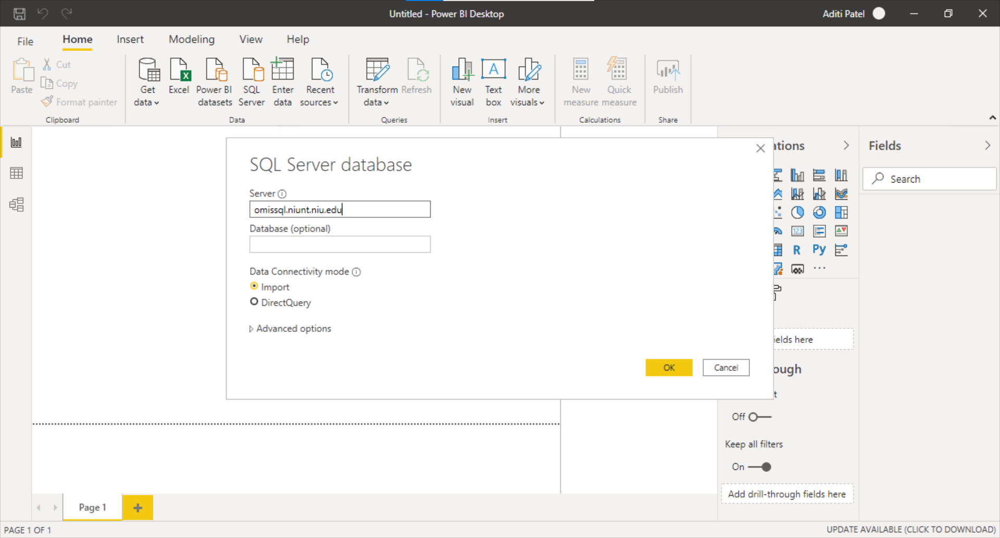 Untitled - Power BI Desktop
Aditi Patel
File
Home
Insert
Modeling
View
Help
Paste
Cut
Copy
Format painter
Clipboard
Get data
Excel
Power BI datasets
SQL Server
Enter data
Recent sources
Data
Transform data
Refresh
Queries
New visual
Text box
More visuals
Insert
New measure
Quick measure
Calculations
Publish
Share
SQL Server database
Server
omissql.niunt.niu.edu
Database (optional)
Data Connectivity mode
Import
DirectQuery
Advanced options
OK
Cancel
ations
123
R
Py
ields here
ough
t
Off
Keep all filters
On
Add drill-through fields here
Fields
Search
Page 1
PAGE 1 OF 1
UPDATE AVAILABLE (CLICK TO DOWNLOAD)